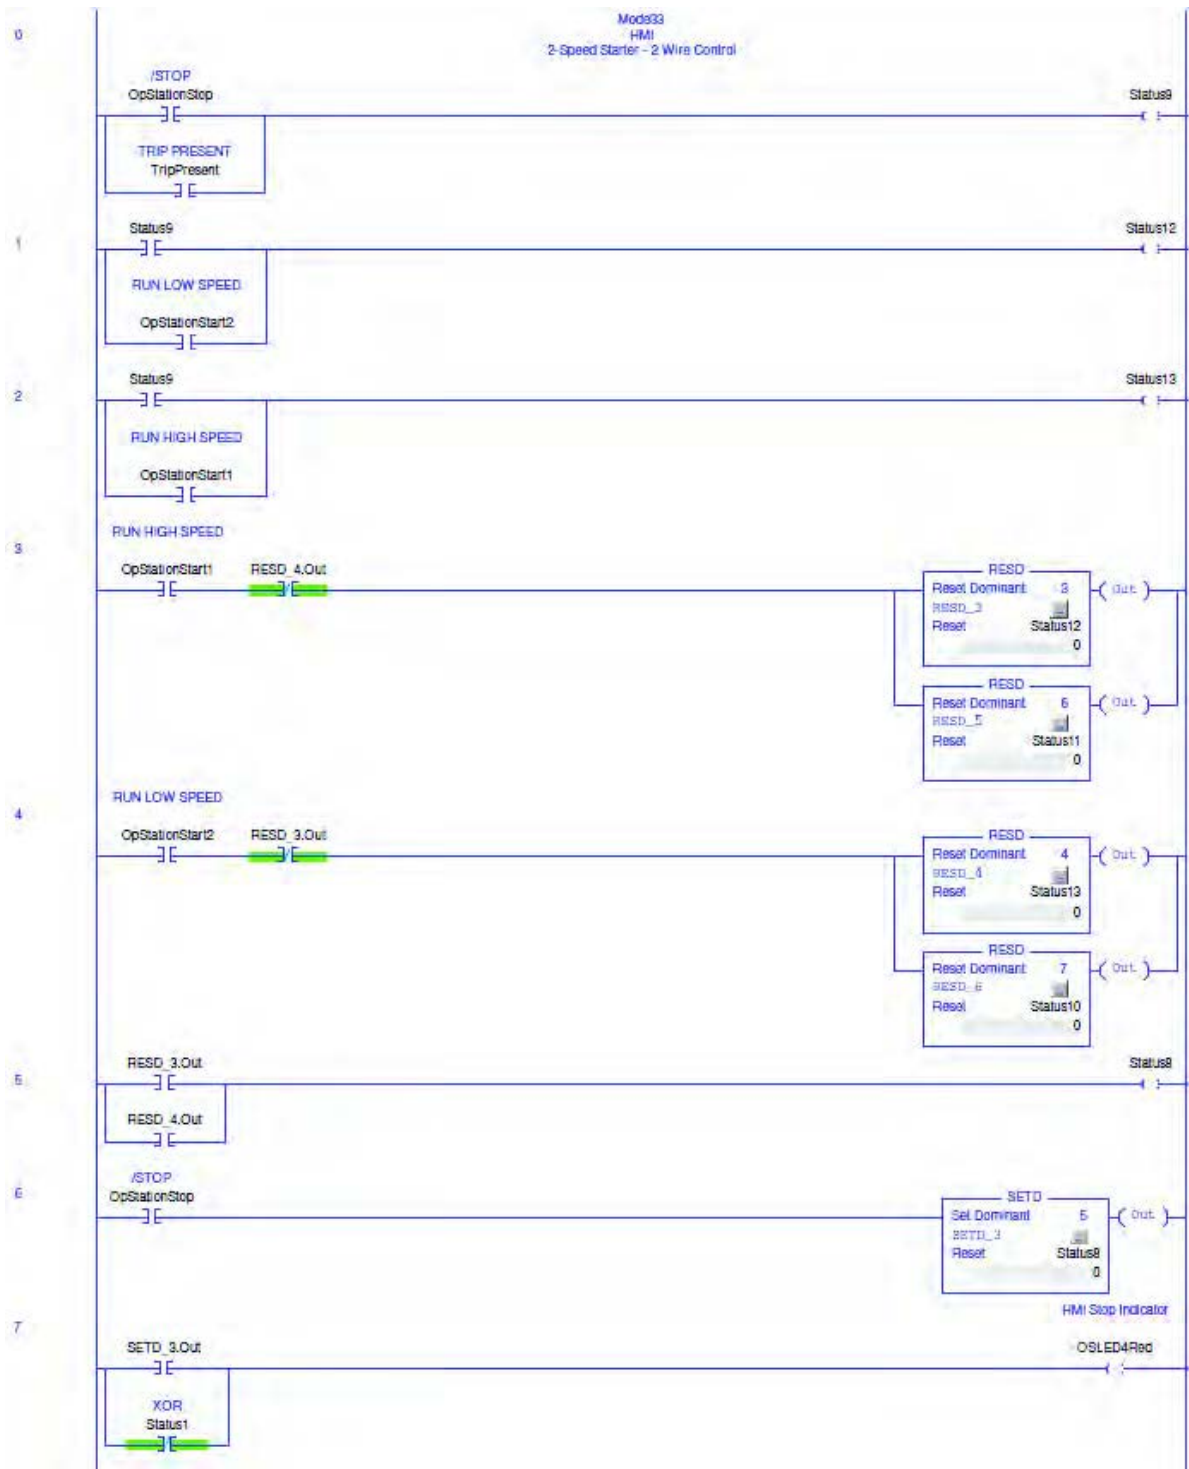 Mode33
HMI
2-Speed Starter - 2 Wire Control
0
/STOP
OpStationStop
Status9
TRIP PRESENT
TripPresent
1
Status9
Status12
RUN LOW SPEED
OpStationStart2
2
Status9
Status13
RUN HIGH SPEED
OpStationStart1
RUN HIGH SPEED
3
OpStationStart1 RESD_4.Out
RESD
Reset Dominant 3 (Out)
RESD_3
Reset Status12
0
RESD
Reset Dominant 6 (Out)
RESD_5
Reset Status11
0
RUN LOW SPEED
4
OpStationStart2 RESD_3.Out
RESD
Reset Dominant 4 (Out)
RESD_4
Reset Status13
0
RESD
Reset Dominant 7 (Out)
RESD_6
Reset Status10
0
5
RESD_3.Out
Status8
RESD_4.Out
6
/STOP
OpStationStop
SETD
Set Dominant 5 (Out)
SETD_3
Reset Status8
0
HMI Stop Indicator
7
SETD_3.Out
OSLED4Red
XOR
Status1